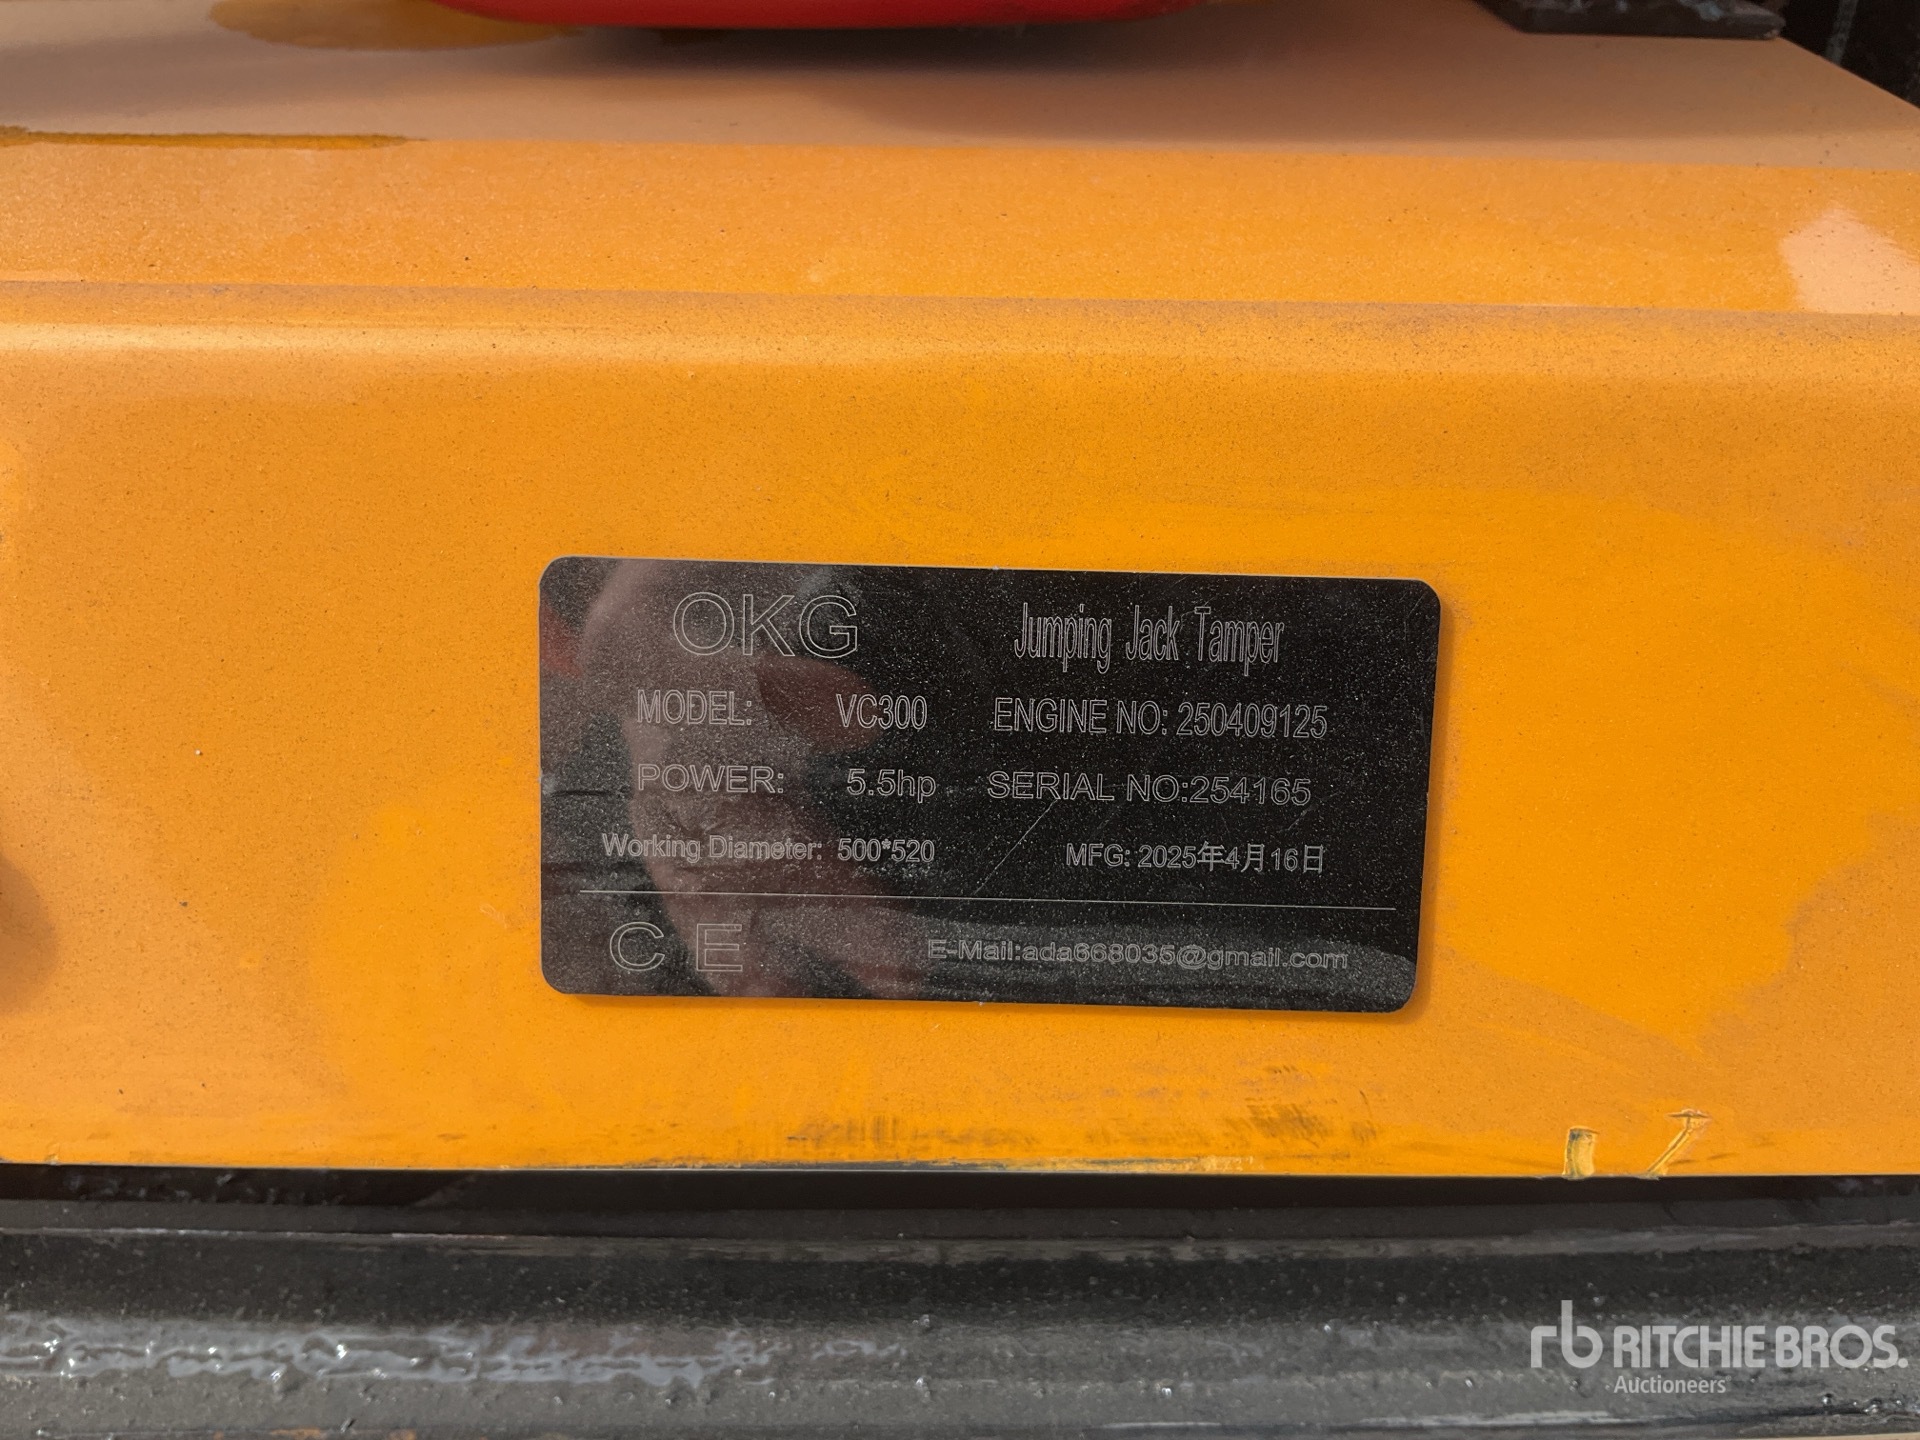 OKG Jumping Jack Tamper
MODEL: VC300 ENGINE NO: 250409125
POWER: 5.5hp SERIAL NO:254165
Working Diameter: 500*520 MFG: 2025年4月16日
CE E-Mail:ada668035@gmail.com
rb RITCHIE BROS.
Auctioneers